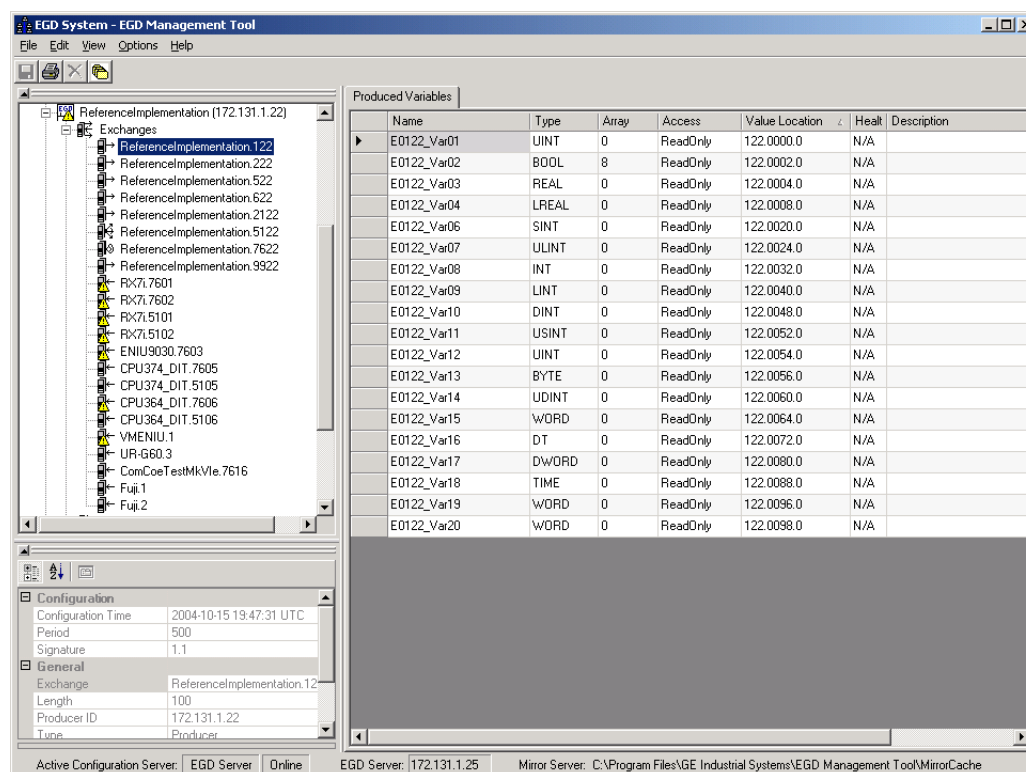 EGD System - EGD Management Tool
File Edit View Options Help
ReferenceImplementation (172.131.1.22)
Exchanges
ReferenceImplementation.122
ReferenceImplementation.222
ReferenceImplementation.522
ReferenceImplementation.622
ReferenceImplementation.2122
ReferenceImplementation.5122
ReferenceImplementation.7622
ReferenceImplementation.9922
RX7i.7601
RX7i.7602
RX7i.5101
RX7i.5102
ENIU9030.7603
CPU374_DIT.7605
CPU374_DIT.5105
CPU364_DIT.7606
CPU364_DIT.5106
VMENIU.1
UR-G60.3
ComCoeTestMkVIe.7616
Fuji.1
Fuji.2
Configuration
Configuration Time 2004-10-15 19:47:31 UTC
Period 500
Signature 1.1
General
Exchange ReferenceImplementation.12
Length 100
Producer ID 172.131.1.22
Type Producer
Produced Variables
Name Type Array Access Value Location Healt Description
E0122_Var01 UINT 0 ReadOnly 122.0000.0 N/A
E0122_Var02 BOOL 8 ReadOnly 122.0002.0 N/A
E0122_Var03 REAL 0 ReadOnly 122.0004.0 N/A
E0122_Var04 LREAL 0 ReadOnly 122.0008.0 N/A
E0122_Var06 SINT 0 ReadOnly 122.0020.0 N/A
E0122_Var07 ULINT 0 ReadOnly 122.0024.0 N/A
E0122_Var08 INT 0 ReadOnly 122.0032.0 N/A
E0122_Var09 LINT 0 ReadOnly 122.0040.0 N/A
E0122_Var10 DINT 0 ReadOnly 122.0048.0 N/A
E0122_Var11 USINT 0 ReadOnly 122.0052.0 N/A
E0122_Var12 UINT 0 ReadOnly 122.0054.0 N/A
E0122_Var13 BYTE 0 ReadOnly 122.0056.0 N/A
E0122_Var14 UDINT 0 ReadOnly 122.0060.0 N/A
E0122_Var15 WORD 0 ReadOnly 122.0064.0 N/A
E0122_Var16 DT 0 ReadOnly 122.0072.0 N/A
E0122_Var17 DWORD 0 ReadOnly 122.0080.0 N/A
E0122_Var18 TIME 0 ReadOnly 122.0088.0 N/A
E0122_Var19 WORD 0 ReadOnly 122.0096.0 N/A
E0122_Var20 WORD 0 ReadOnly 122.0098.0 N/A
Active Configuration Server: EGD Server Online EGD Server: 172.131.1.25 Mirror Server: C:\Program Files\GE Industrial Systems\EGD Management Tool\MirrorCache